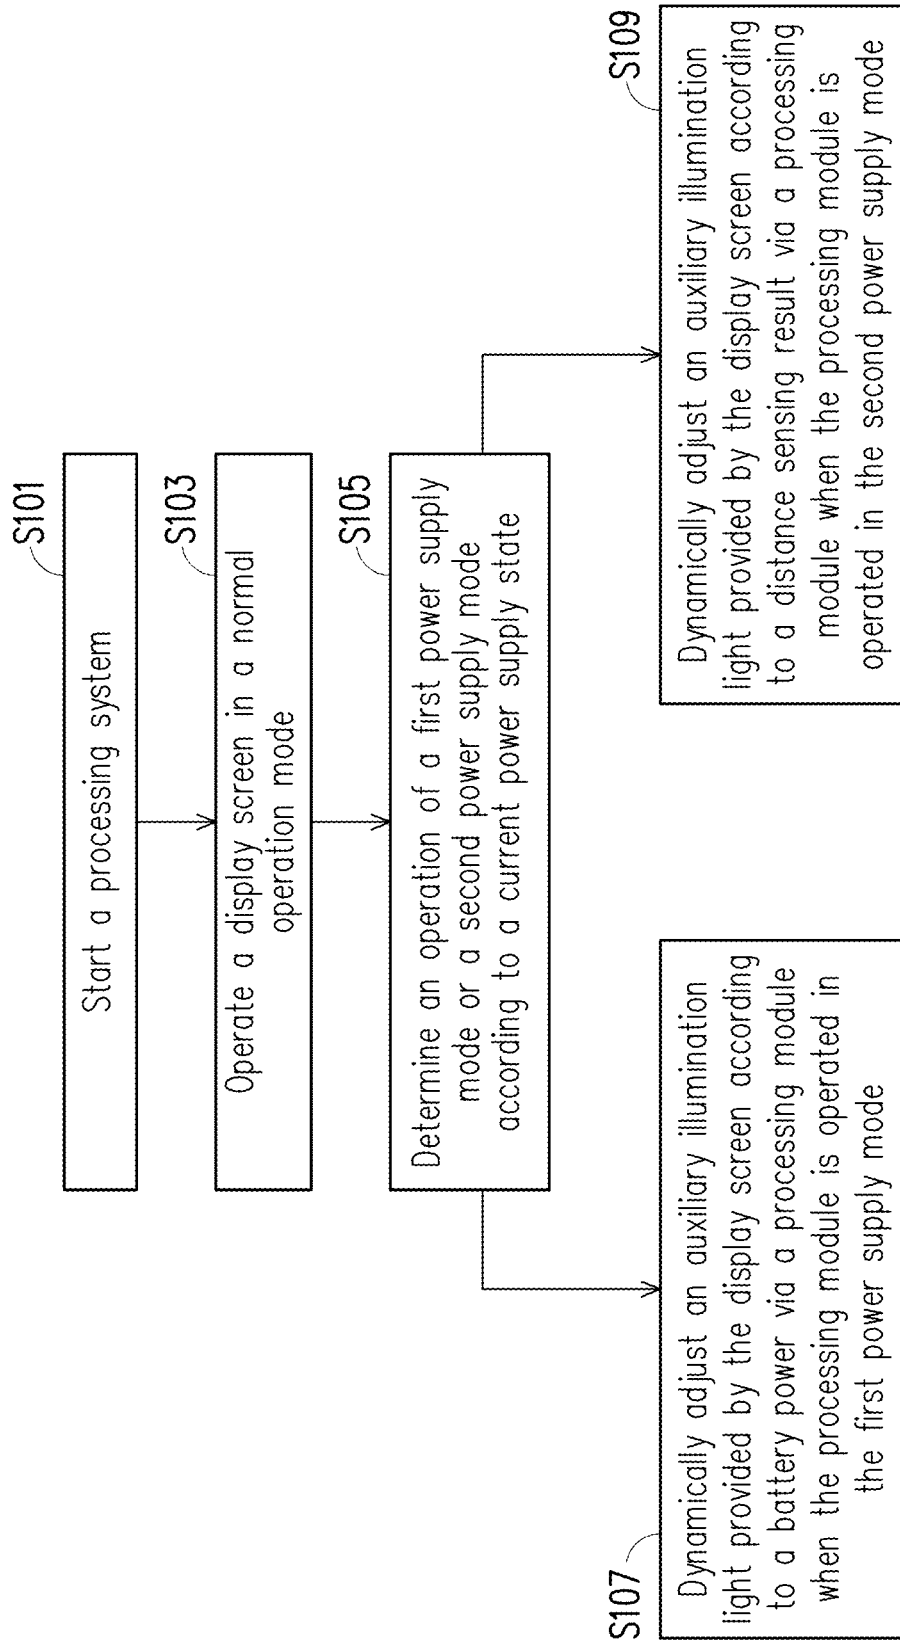 S101
Start a processing system
S103
Operate a display screen in a normal
operation mode
S105
Determine an operation of a first power supply
mode or a second power supply mode
according to a current power supply state
S107
Dynamically adjust an auxiliary illumination
light provided by the display screen according
to a battery power via a processing module
when the processing module is operated in
the first power supply mode
S109
Dynamically adjust an auxiliary illumination
light provided by the display screen according
to a distance sensing result via a processing
module when the processing module is
operated in the second power supply mode